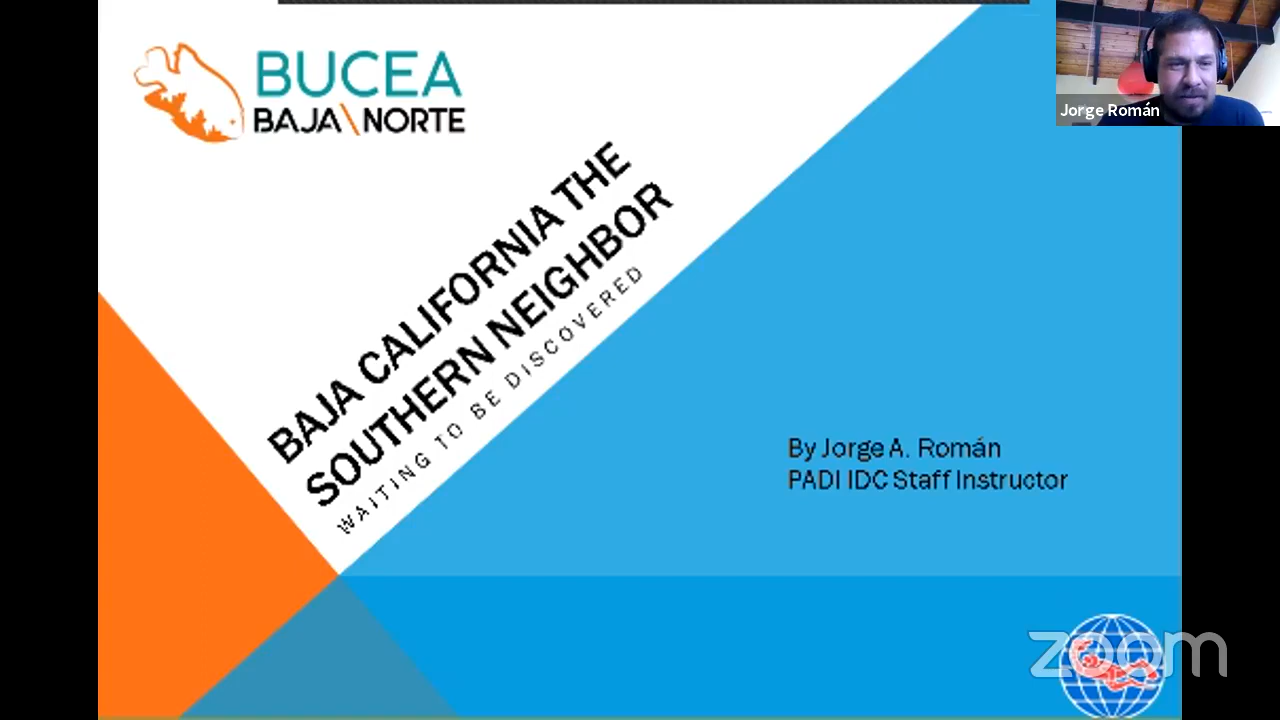 BUCEA
BAJA\NORTE
Jorge Román
BAJA CALIFORNIA THE
SOUTHERN NEIGHBOR
WAITING TO BE DISCOVERED
By Jorge A. Román
PADI IDC Staff Instructor
zoom